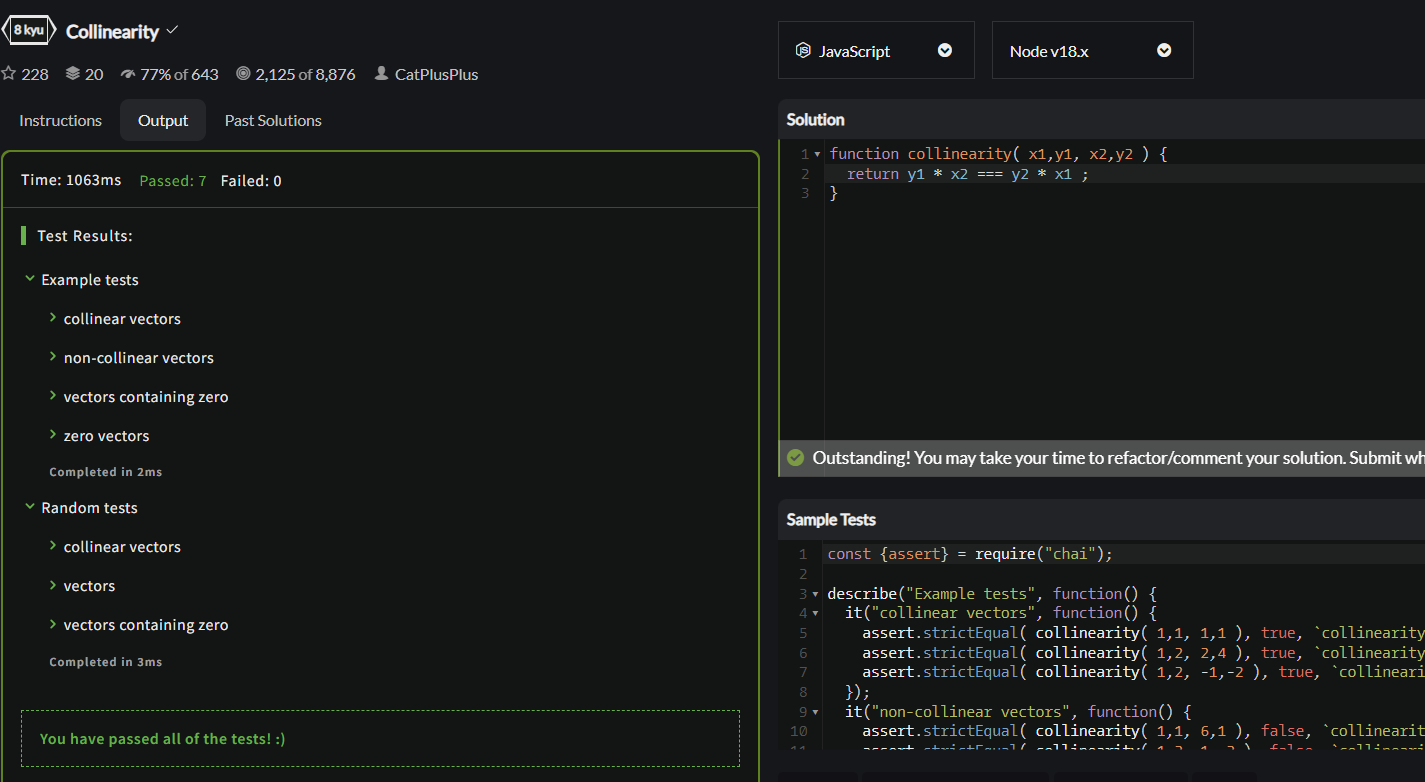 8 kyu Collinearity
228 20 77% of 643 2,125 of 8,876 CatPlusPlus
Instructions Output Past Solutions
Time: 1063ms Passed: 7 Failed: 0
Test Results:
Example tests
collinear vectors
non-collinear vectors
vectors containing zero
zero vectors
Completed in 2ms
Random tests
collinear vectors
vectors
vectors containing zero
Completed in 3ms
You have passed all of the tests! :)
JavaScript Node v18.x
Solution
1 function collinearity( x1,y1, x2,y2 ) {
2 return y1 * x2 === y2 * x1 ;
3 }
Outstanding! You may take your time to refactor/comment your solution. Submit wh
Sample Tests
1 const {assert} = require("chai");
2
3 describe("Example tests", function() {
4 it("collinear vectors", function() {
5 assert.strictEqual( collinearity( 1,1, 1,1 ), true, `collinearity
6 assert.strictEqual( collinearity( 1,2, 2,4 ), true, `collinearity
7 assert.strictEqual( collinearity( 1,2, -1,-2 ), true, `collineari
8 });
9 it("non-collinear vectors", function() {
10 assert.strictEqual( collinearity( 1,1, 6,1 ), false, `collinearit